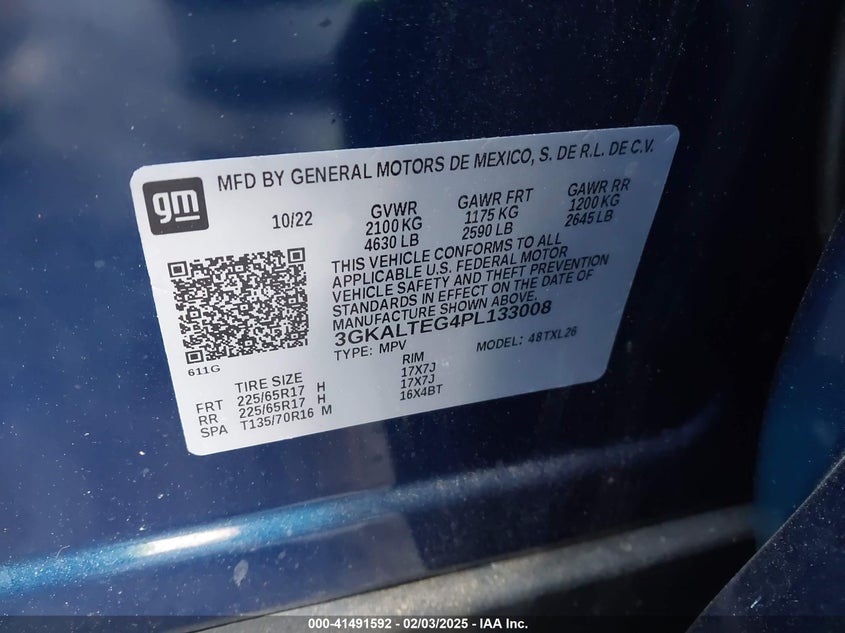 gm
MFD BY GENERAL MOTORS DE MEXICO, S. DE R.L. DE C.V.
10/22 GVWR GAWR FRT GAWR RR
2100 KG 1175 KG 1200 KG
4630 LB 2590 LB 2645 LB
THIS VEHICLE CONFORMS TO ALL
APPLICABLE U.S. FEDERAL MOTOR
VEHICLE SAFETY AND THEFT PREVENTION
STANDARDS IN EFFECT ON THE DATE OF
MANUFACTURE SHOWN ABOVE.
3GKALTEG4PL133008
TYPE: MPV MODEL: 48TXL26
611G
TIRE SIZE RIM
FRT 225/65R17 H 17X7J
RR 225/65R17 H 17X7J
SPA T135/70R16 M 16X4BT
000-41491592 - 02/03/2025 - IAA Inc.